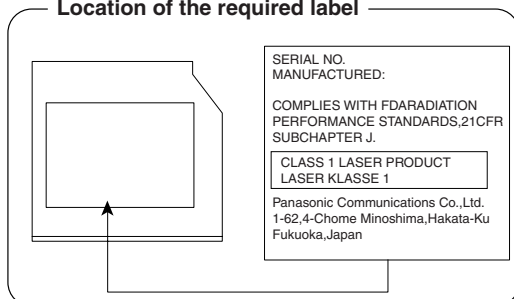 Location of the required label
SERIAL NO.
MANUFACTURED:
COMPLIES WITH FDARADIATION
PERFORMANCE STANDARDS,21CFR
SUBCHAPTER J.
CLASS 1 LASER PRODUCT
LASER KLASSE 1
Panasonic Communications Co.,Ltd.
1-62,4-Chome Minoshima,Hakata-Ku
Fukuoka,Japan